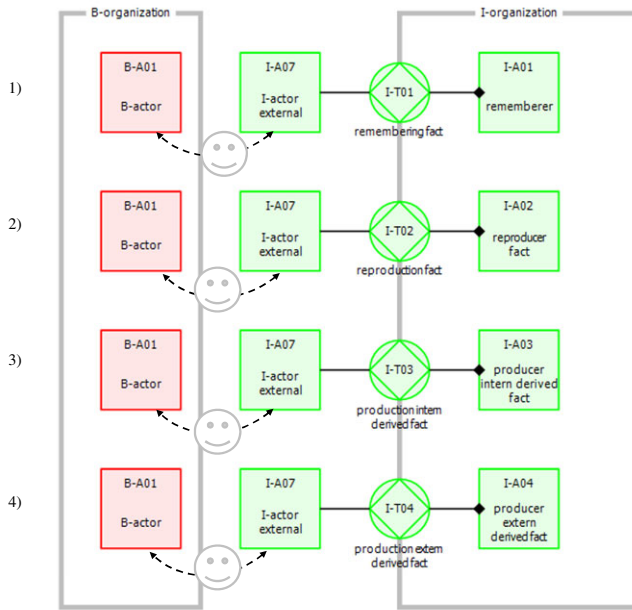 B-organization
I-organization
1)
B-A01
B-actor
I-A07
I-actor
external
I-T01
remembering fact
I-A01
rememberer
2)
B-A01
B-actor
I-A07
I-actor
external
I-T02
reproduction fact
I-A02
reproducer
fact
3)
B-A01
B-actor
I-A07
I-actor
external
I-T03
production intern
derived fact
I-A03
producer
intern derived
fact
4)
B-A01
B-actor
I-A07
I-actor
external
I-T04
production extern
derived fact
I-A04
producer
extern
derived fact